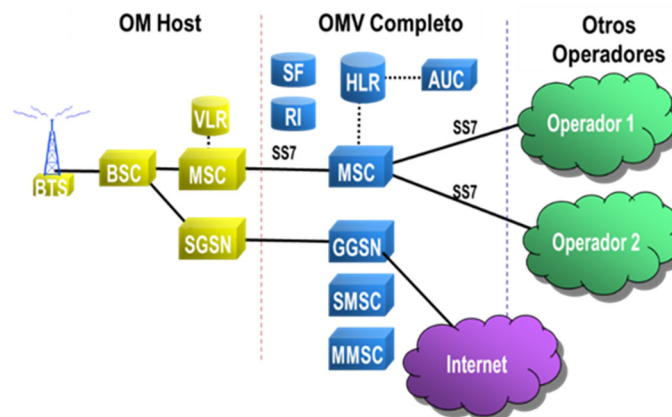 OM Host
OMV Completo
Otros
Operadores
SF
HLR
AUC
VLR
RI
Operador 1
SS7
SS7
BTS
BSC
MSC
MSC
SS7
SGSN
GGSN
Operador 2
SMSC
MMSC
Internet